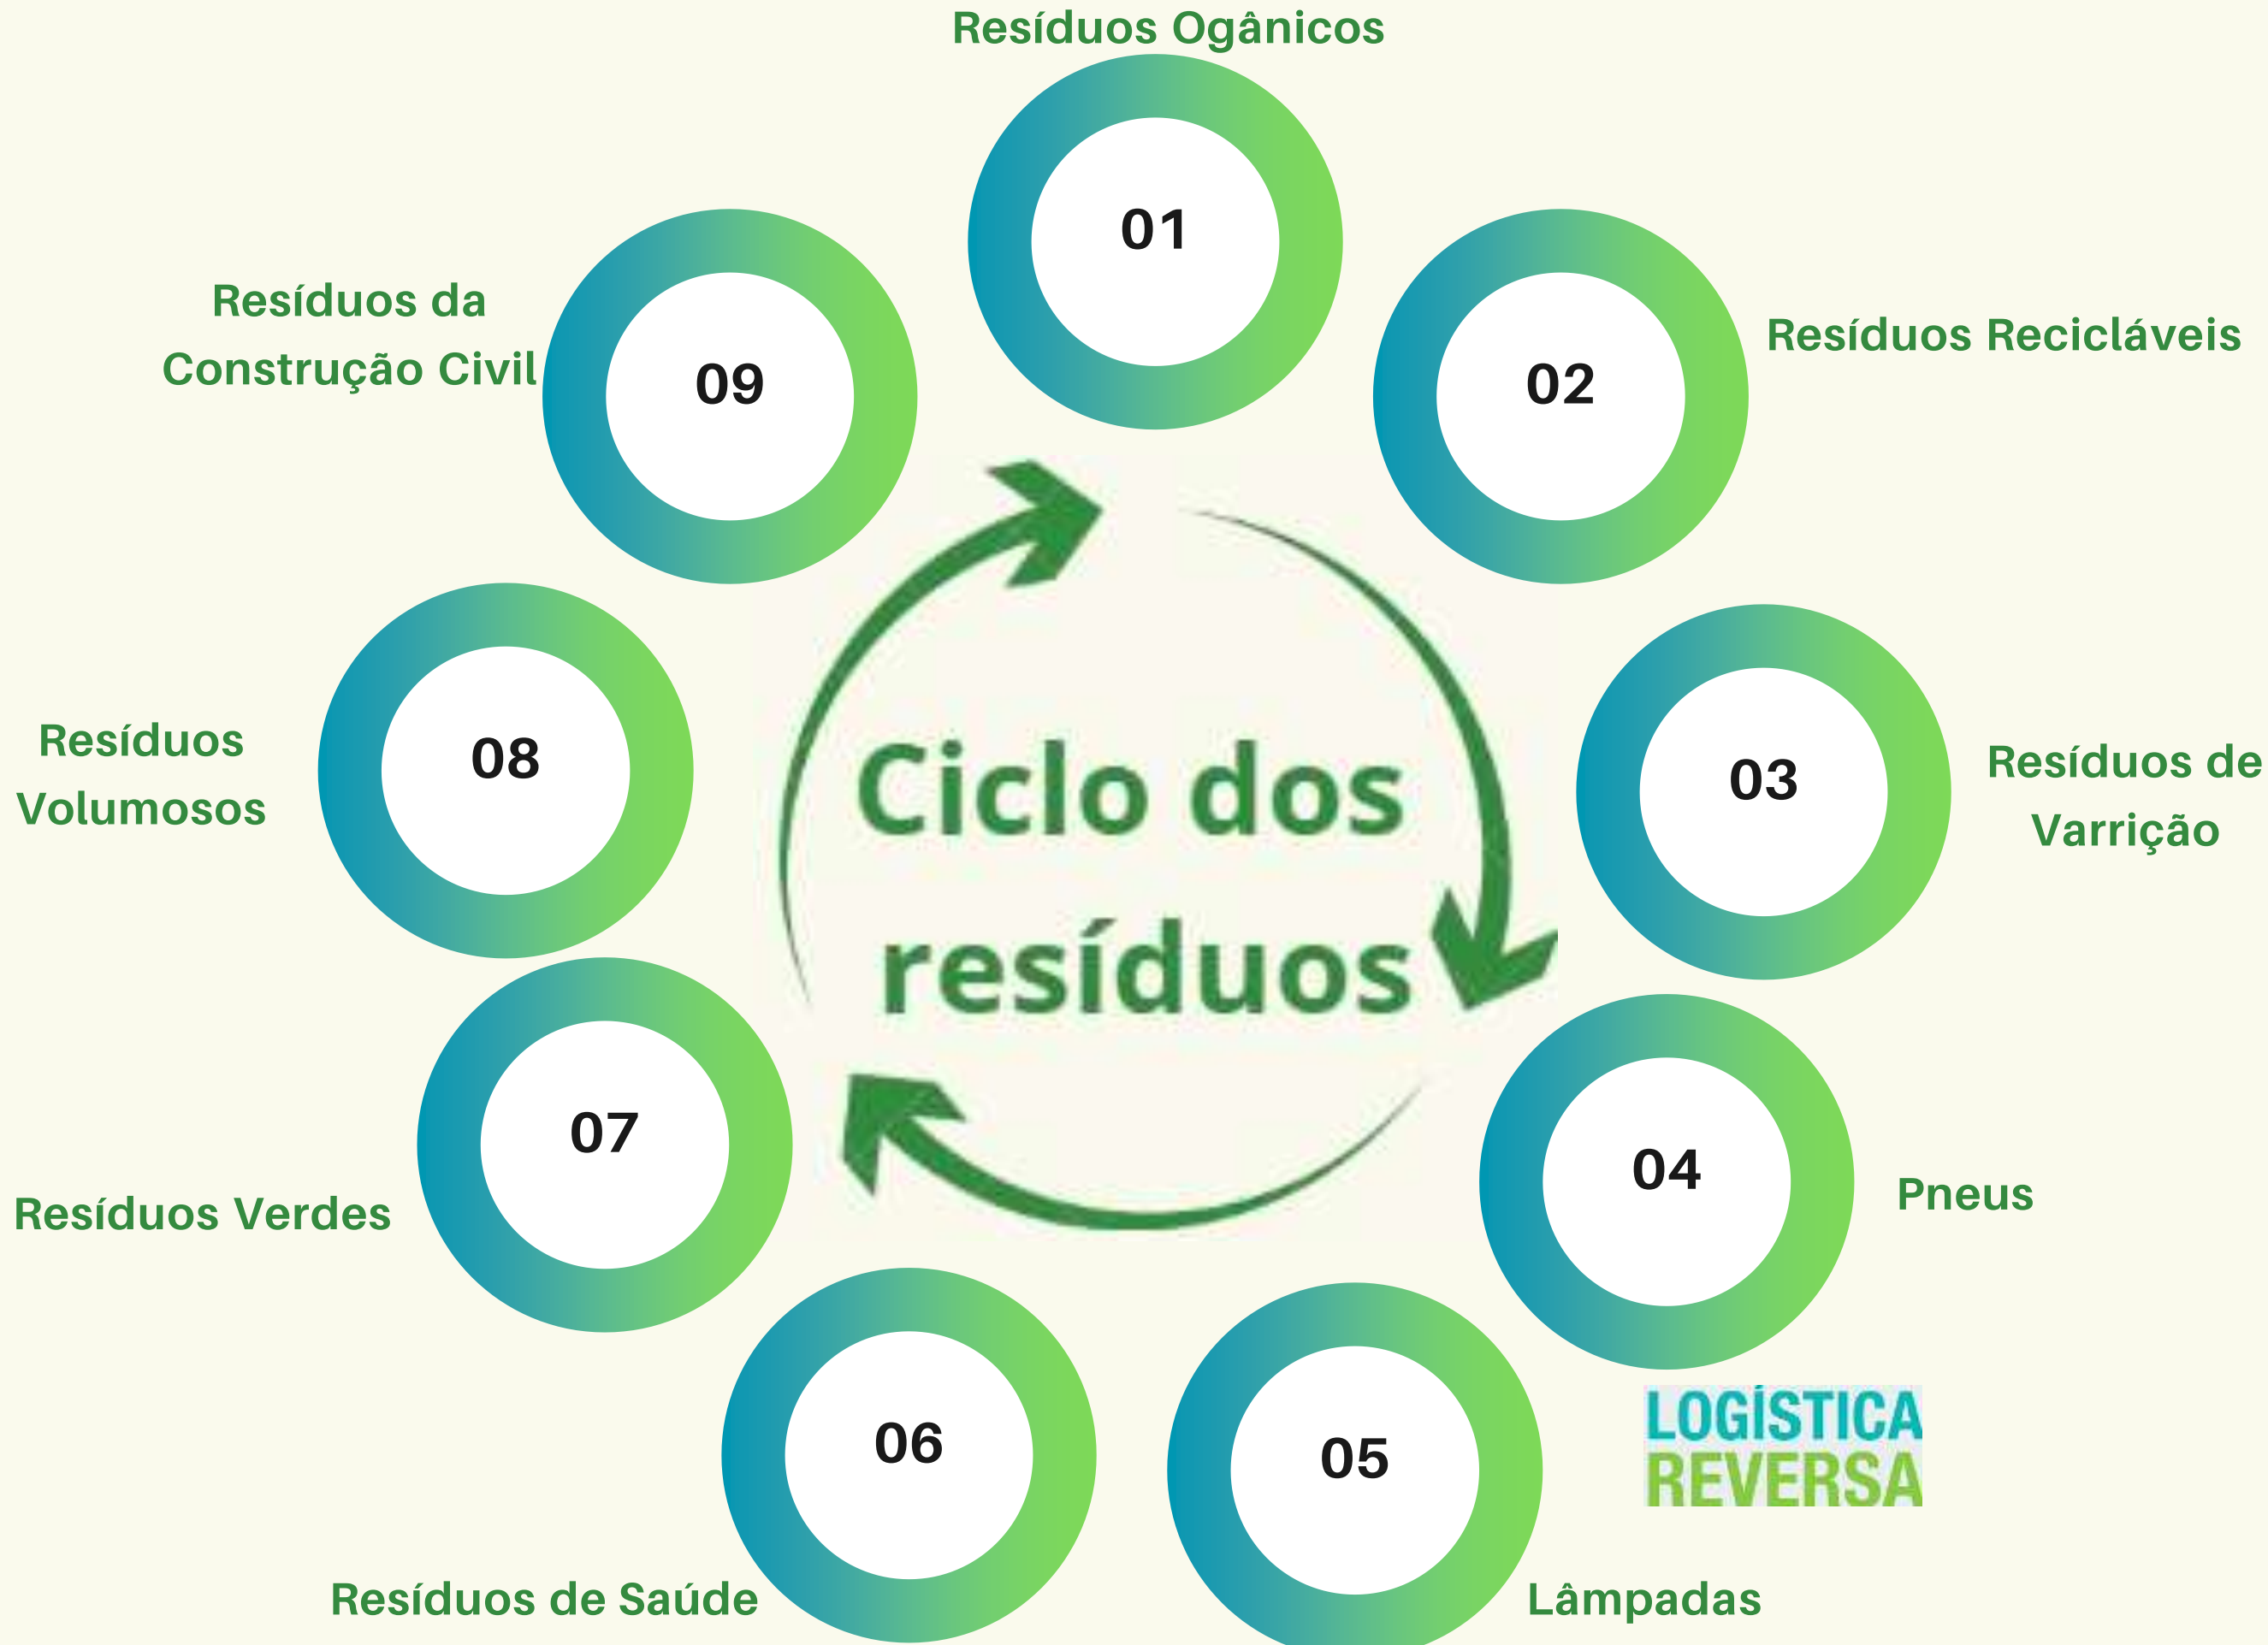 Resíduos Ogânicos
01
02
Resíduos Recicláveis
03
Resíduos de
Varrição
04
Pneus
LOGÍSTICA
REVERSA
05
Lâmpadas
06
Resíduos de Saúde
07
Resíduos Verdes
08
Resíduos
Volumosos
09
Resíduos da
Construção Civil
Ciclo dos
resíduos